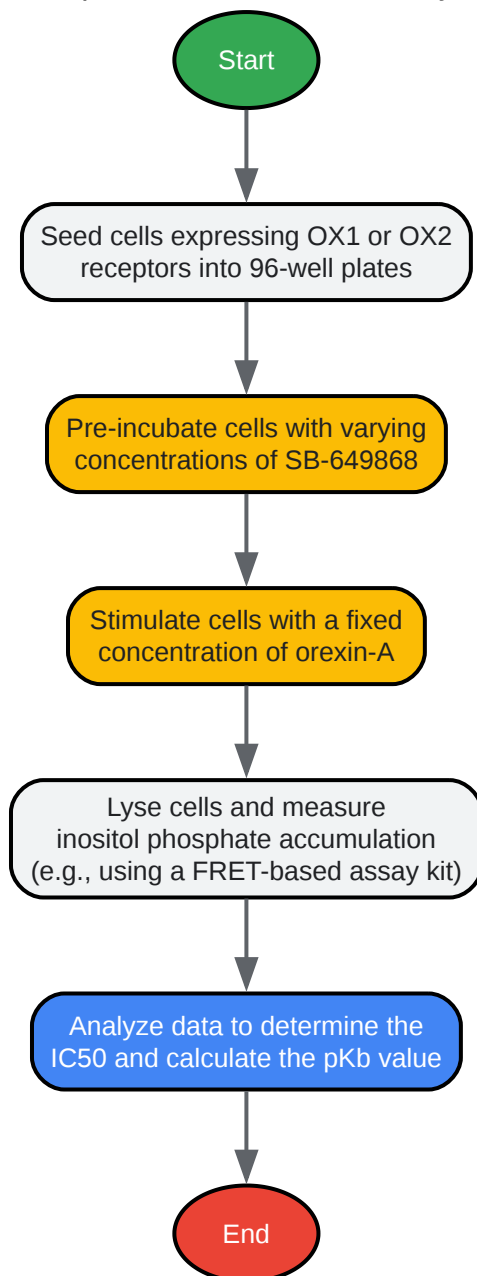 Start
Seed cells expressing OX1 or OX2
receptors into 96-well plates
Pre-incubate cells with varying
concentrations of SB-649868
Stimulate cells with a fixed
concentration of orexin-A
Lyse cells and measure
inositol phosphate accumulation
(e.g., using a FRET-based assay kit)
Analyze data to determine the
IC50 and calculate the pKb value
End